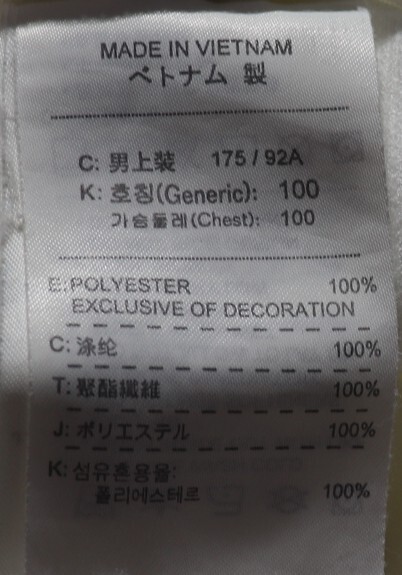 MADE IN VIETNAM
ベトナム 製
C: 男上装 175 / 92A
K: 호칭(Generic): 100
가슴둘레(Chest): 100
E: POLYESTER 100%
EXCLUSIVE OF DECORATION
C: 涤纶 100%
T: 聚酯纖維 100%
J: ポリエステル 100%
K: 섬유혼용율:
폴리에스테르 100%